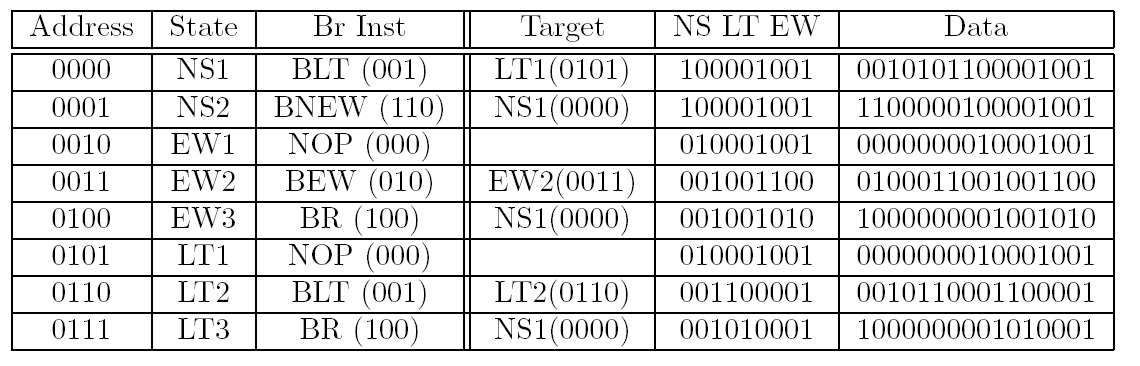 Address State Br Inst Target NS LT EW Data
0000 NS1 BLT (001) LT1(0101) 100001001 0010101100001001
0001 NS2 BNEW (110) NS1(0000) 100001001 1100000100001001
0010 EW1 NOP (000) 010001001 0000000010001001
0011 EW2 BEW (010) EW2(0011) 001001100 0100011001001100
0100 EW3 BR (100) NS1(0000) 001001010 1000000001001010
0101 LT1 NOP (000) 010001001 0000000010001001
0110 LT2 BLT (001) LT2(0110) 001100001 0010110001100001
0111 LT3 BR (100) NS1(0000) 001010001 1000000001010001